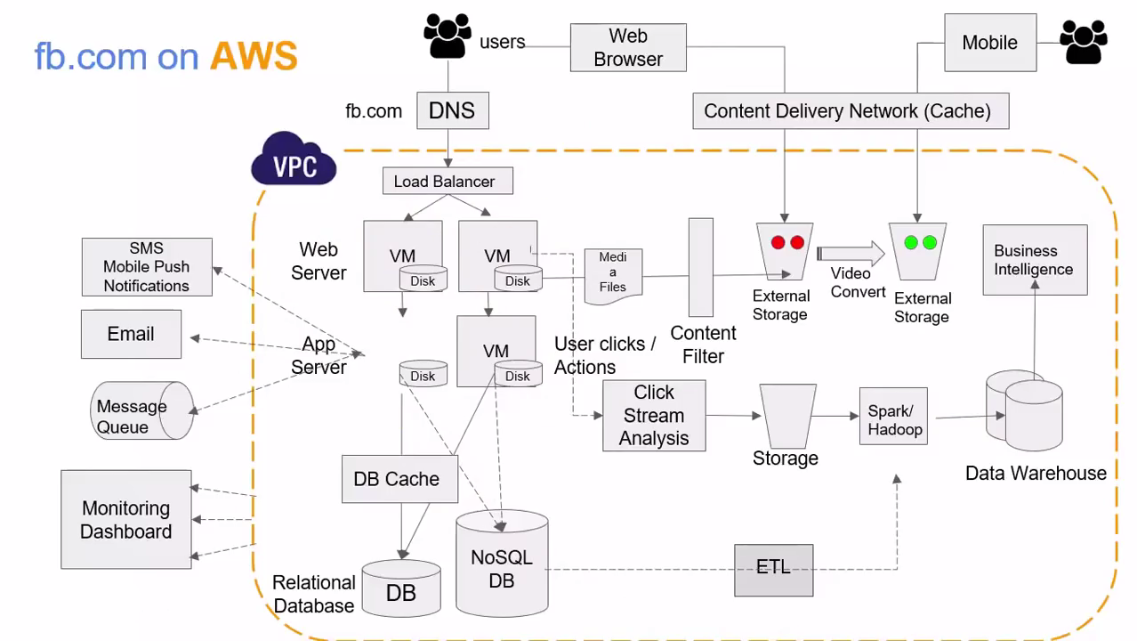 fb.com on AWS
users
Web
Browser
Mobile
fb.com
DNS
Content Delivery Network (Cache)
VPC
Load Balancer
Web
Server
VM
Disk
VM
Disk
Medi
a
Files
Content
Filter
External
Storage
Video
Convert
External
Storage
Business
Intelligence
SMS
Mobile Push
Notifications
Email
Message
Queue
App
Server
Disk
VM
Disk
User clicks /
Actions
Click
Stream
Analysis
Storage
Spark/
Hadoop
Data Warehouse
DB Cache
Monitoring
Dashboard
Relational
Database
DB
NoSQL
DB
ETL